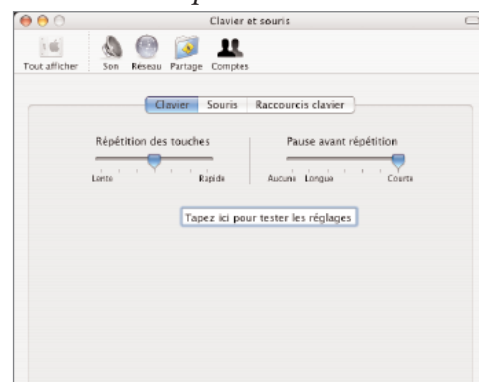 Clavier et souris
Tout afficher Son Réseau Partage Comptes
Clavier Souris Raccourcis clavier
Répétition des touches Pause avant répétition
Lente Rapide Aucune Longue Courte
Tapez ici pour tester les réglages